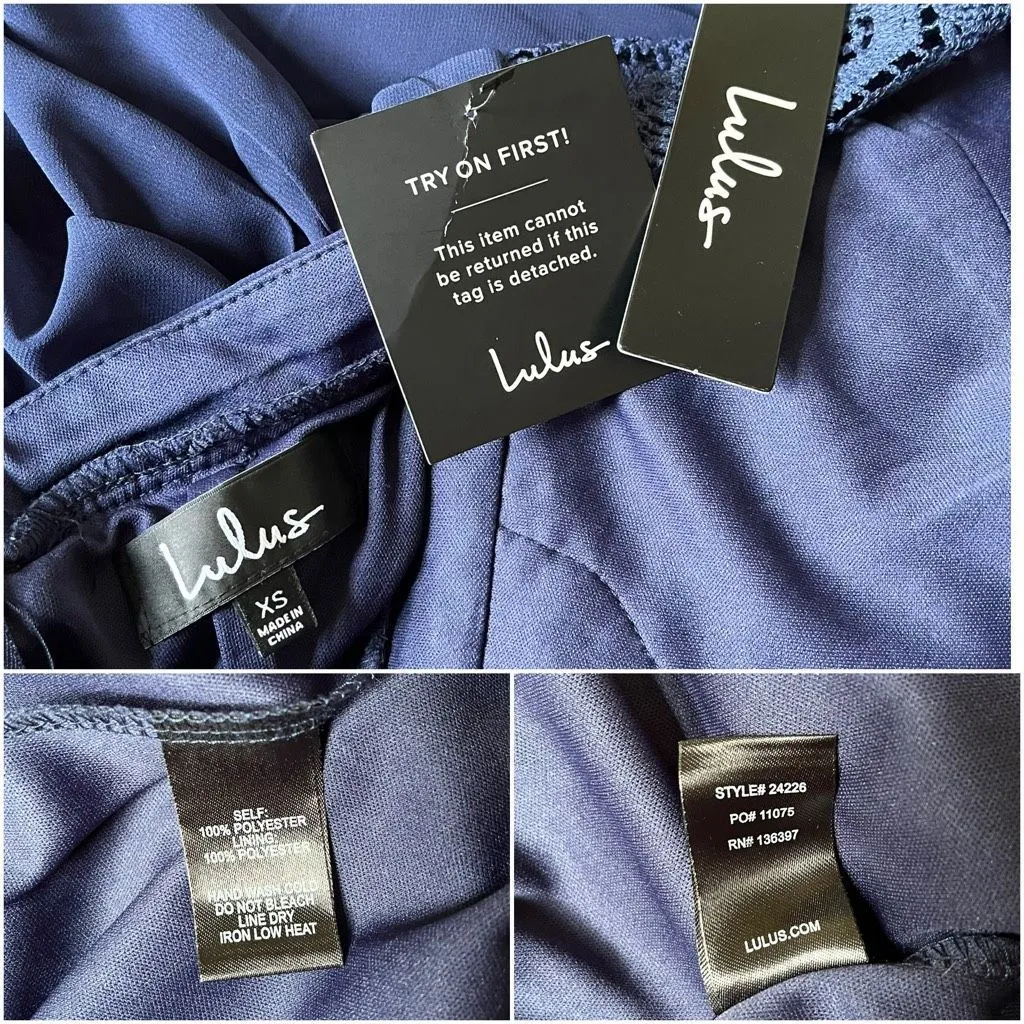 TRY ON FIRST!
This item cannot
be returned if this
tag is detached.
Lulus
Lulus
Lulus
XS
MADE IN
CHINA
SELF:
100% POLYESTER
LINING:
100% POLYESTER
HAND WASH COLD
DO NOT BLEACH
LINE DRY
IRON LOW HEAT
STYLE# 24226
PO# 11075
RN# 136397
LULUS.COM